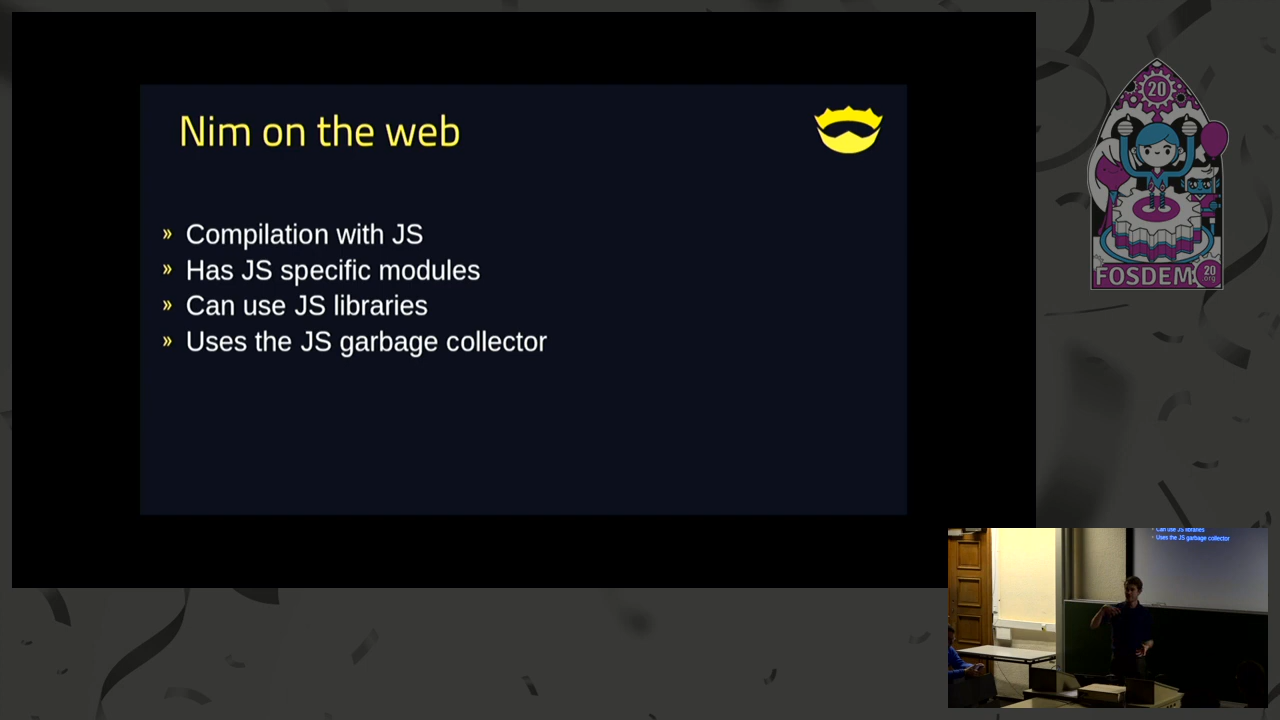 Nim on the web
» Compilation with JS
» Has JS specific modules
» Can use JS libraries
» Uses the JS garbage collector
20
FOSDEM
20
org
Can use JS libraries
Uses the JS garbage collector